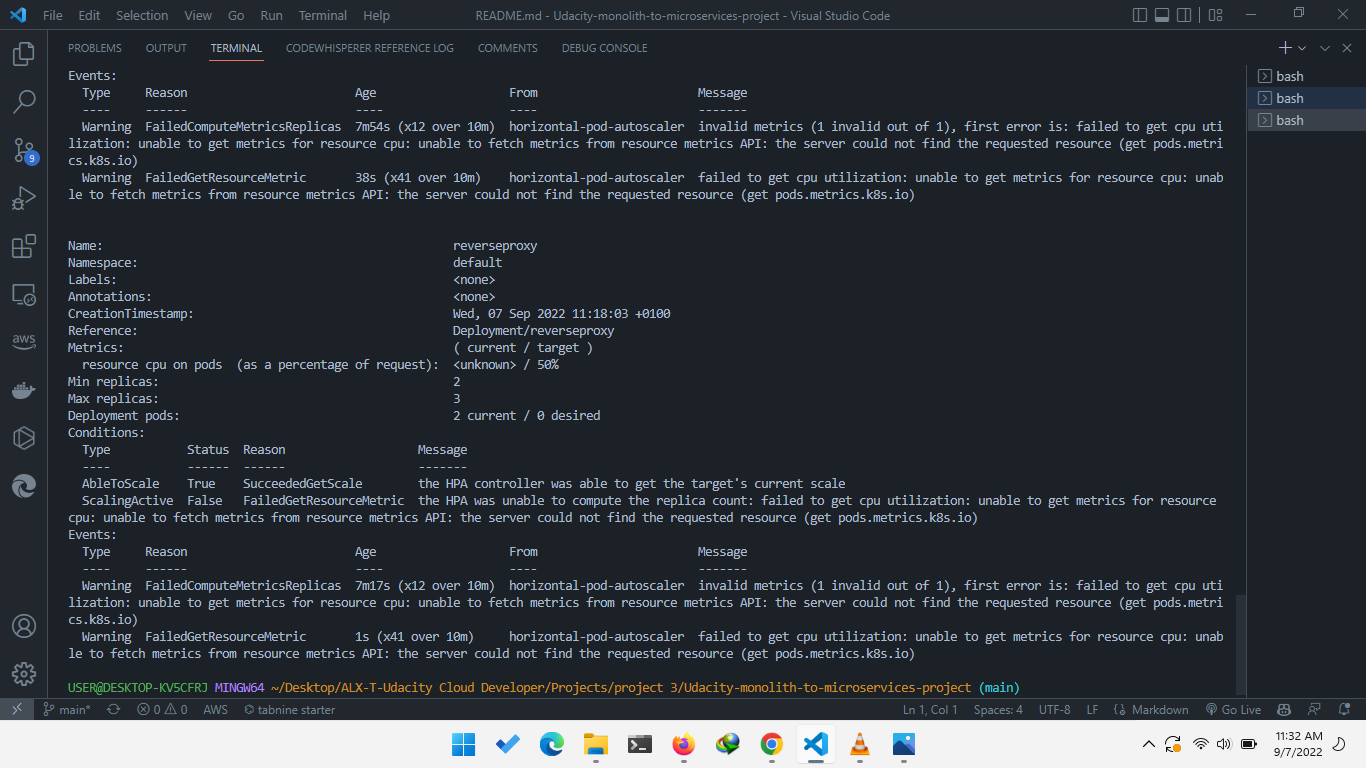 File Edit Selection View Go Run Terminal Help README.md - Udacity-monolith-to-microservices-project - Visual Studio Code
PROBLEMS OUTPUT TERMINAL CODEWHISPERER REFERENCE LOG COMMENTS DEBUG CONSOLE
Events:
Type Reason Age From Message
---- ------ ---- ---- -------
Warning FailedComputeMetricsReplicas 7m54s (x12 over 10m) horizontal-pod-autoscaler invalid metrics (1 invalid out of 1), first error is: failed to get cpu uti
lization: unable to get metrics for resource cpu: unable to fetch metrics from resource metrics API: the server could not find the requested resource (get pods.metri
cs.k8s.io)
Warning FailedGetResourceMetric 38s (x41 over 10m) horizontal-pod-autoscaler failed to get cpu utilization: unable to get metrics for resource cpu: unab
le to fetch metrics from resource metrics API: the server could not find the requested resource (get pods.metrics.k8s.io)
Name: reverseproxy
Namespace: default
Labels: <none>
Annotations: <none>
CreationTimestamp: Wed, 07 Sep 2022 11:18:03 +0100
Reference: Deployment/reverseproxy
Metrics: ( current / target )
resource cpu on pods (as a percentage of request): <unknown> / 50%
Min replicas: 2
Max replicas: 3
Deployment pods: 2 current / 0 desired
Conditions:
Type Status Reason Message
---- ------ ------ -------
AbleToScale True SucceededGetScale the HPA controller was able to get the target's current scale
ScalingActive False FailedGetResourceMetric the HPA was unable to compute the replica count: failed to get cpu utilization: unable to get metrics for resource
cpu: unable to fetch metrics from resource metrics API: the server could not find the requested resource (get pods.metrics.k8s.io)
Events:
Type Reason Age From Message
---- ------ ---- ---- -------
Warning FailedComputeMetricsReplicas 7m17s (x12 over 10m) horizontal-pod-autoscaler invalid metrics (1 invalid out of 1), first error is: failed to get cpu uti
lization: unable to get metrics for resource cpu: unable to fetch metrics from resource metrics API: the server could not find the requested resource (get pods.metri
cs.k8s.io)
Warning FailedGetResourceMetric 1s (x41 over 10m) horizontal-pod-autoscaler failed to get cpu utilization: unable to get metrics for resource cpu: unab
le to fetch metrics from resource metrics API: the server could not find the requested resource (get pods.metrics.k8s.io)
USER@DESKTOP-KV5CFRJ MINGW64 ~/Desktop/ALX-T-Udacity Cloud Developer/Projects/project 3/Udacity-monolith-to-microservices-project (main)
bash
bash
bash
9
aws
main* 0 0 AWS tabnine starter Ln 1, Col 1 Spaces: 4 UTF-8 LF Markdown Go Live
11:32 AM
9/7/2022